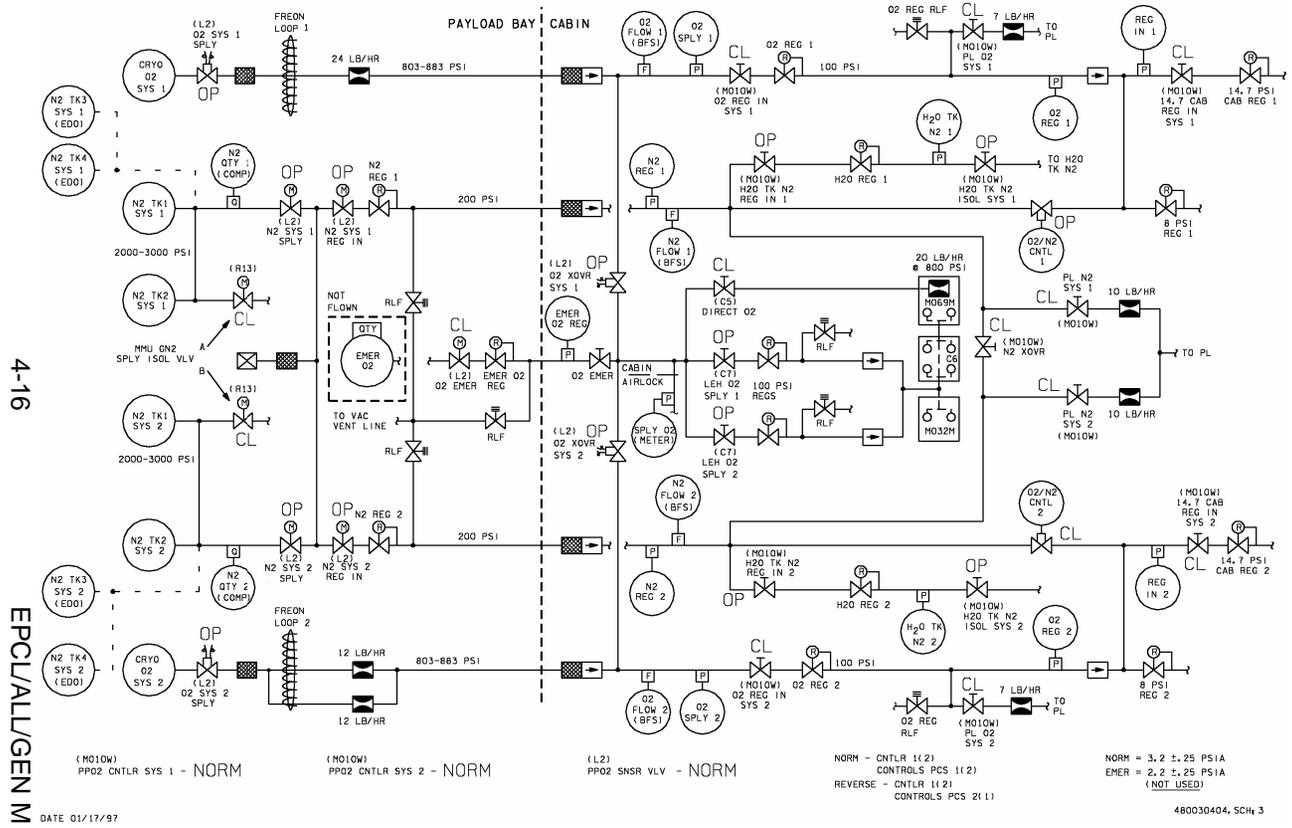 PAYLOAD BAY
CABIN
(L2)
O2 SYS 1
SPLY
OP
CRYO
O2
SYS 1
FREON
LOOP 1
24 LB/HR
803-883 PSI
O2
FLOW 1
(BFS)
F
O2
SPLY 1
P
CL
(MO10W)
O2 REG IN
SYS 1
O2 REG 1
R
100 PSI
O2 REG RLF
CL
(MO10W)
PL O2
SYS 1
7 LB/HR
TO
PL
P
O2
REG 1
REG
IN 1
P
CL
(MO10W)
14.7 CAB
REG IN
SYS 1
R
14.7 PSI
CAB REG 1
N2 TK3
SYS 1
(EDO)
N2 TK4
SYS 1
(EDO)
N2 TK1
SYS 1
N2
QTY 1
(COMP)
Q
OP
M
(L2)
N2 SYS 1
SPLY
OP
M
(L2)
N2 SYS 1
REG IN
N2
REG 1
R
200 PSI
N2
REG 1
P
F
N2
FLOW 1
(BFS)
OP
(MO10W)
H2O TK N2
REG IN 1
R
H2O REG 1
H2O TK
N2 1
P
OP
(MO10W)
H2O TK N2
ISOL SYS 1
TO H2O
TK N2
OP
O2/N2
CNTL
1
R
8 PSI
REG 1
2000-3000 PSI
N2 TK2
SYS 1
(R13)
M
CL
MMU GN2
SPLY ISOL VLV
A
B
(R13)
M
CL
N2 TK1
SYS 2
2000-3000 PSI
NOT
FLOWN
QTY
EMER
O2
TO VAC
VENT LINE
RLF
RLF
CL
M
(L2)
O2 EMER
R
EMER O2
REG
RLF
EMER
O2 REG
P
O2 EMER
(L2)
O2 XOVR
SYS 1
OP
CABIN
AIRLOCK
P
SPLY O2
(METER)
(L2)
O2 XOVR
SYS 2
OP
CL
(C5)
DIRECT O2
OP
(C7)
LEH O2
SPLY 1
R
100 PSI
REGS
RLF
OP
(C7)
LEH O2
SPLY 2
R
RLF
20 LB/HR
@ 800 PSI
MO69M
C6
MO32M
CL
(MO10W)
N2 XOVR
PL N2
SYS 1
CL
(MO10W)
10 LB/HR
TO PL
CL
PL N2
SYS 2
(MO10W)
10 LB/HR
N2 TK2
SYS 2
Q
N2
QTY 2
(COMP)
OP
M
(L2)
N2 SYS 2
SPLY
OP
M
(L2)
N2 SYS 2
REG IN
N2 REG 2
R
200 PSI
N2
FLOW 2
(BFS)
F
P
N2
REG 2
(MO10W)
H2O TK N2
REG IN 2
OP
R
H2O REG 2
P
H2O TK
N2 2
OP
(MO10W)
H2O TK N2
ISOL SYS 2
O2/N2
CNTL
2
CL
P
REG
IN 2
(MO10W)
14.7 CAB
REG IN
SYS 2
CL
R
14.7 PSI
CAB REG 2
N2 TK3
SYS 2
(EDO)
N2 TK4
SYS 2
(EDO)
CRYO
O2
SYS 2
OP
(L2)
O2 SYS 2
SPLY
FREON
LOOP 2
12 LB/HR
12 LB/HR
803-883 PSI
F
O2
FLOW 2
(BFS)
P
O2
SPLY 2
CL
(MO10W)
O2 REG IN
SYS 2
R
O2 REG 2
100 PSI
O2 REG
RLF
CL
(MO10W)
PL O2
SYS 2
7 LB/HR
TO
PL
O2
REG 2
P
R
8 PSI
REG 2
(MO10W)
PPO2 CNTLR SYS 1 - NORM
(MO10W)
PPO2 CNTLR SYS 2 - NORM
(L2)
PPO2 SNSR VLV - NORM
NORM - CNTLR 1(2)
CONTROLS PCS 1(2)
REVERSE - CNTLR 1(2)
CONTROLS PCS 2(1)
NORM = 3.2 ±.25 PSIA
EMER = 2.2 ±.25 PSIA
(NOT USED)
480030404.SCH; 3
DATE 01/17/97
4-16
EPCL/ALL/GEN M